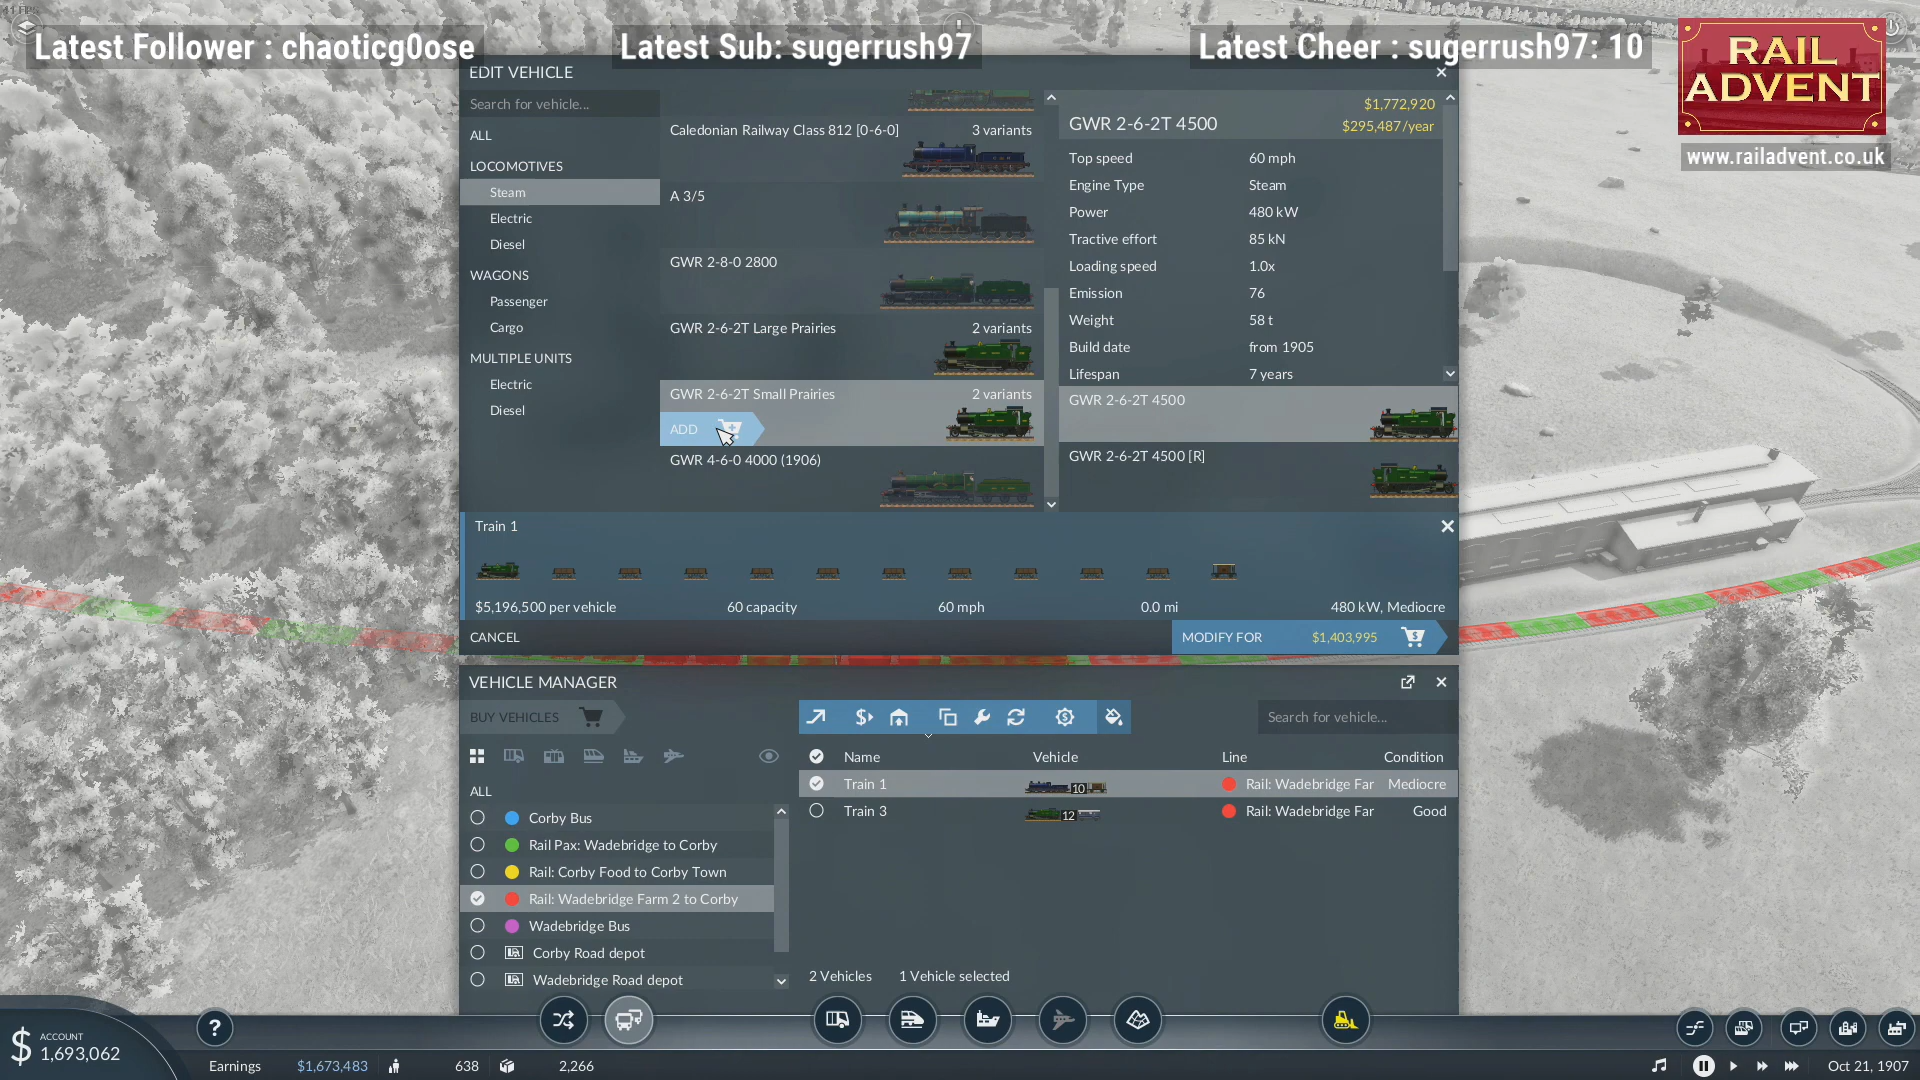 Latest Follower : chaoticg0ose
Latest Sub: sugerrush97
Latest Cheer : sugerrush97: 10
RAIL
ADVENT
www.railadvent.co.uk
EDIT VEHICLE
Search for vehicle...
ALL
LOCOMOTIVES
Steam
Electric
Diesel
WAGONS
Passenger
Cargo
MULTIPLE UNITS
Electric
Diesel
Caledonian Railway Class 812 [0-6-0] 3 variants
A 3/5
GWR 2-8-0 2800
GWR 2-6-2T Large Prairies 2 variants
GWR 2-6-2T Small Prairies 2 variants
ADD
GWR 4-6-0 4000 (1906)
$1,772,920
GWR 2-6-2T 4500 $295,487/year
Top speed 60 mph
Engine Type Steam
Power 480 kW
Tractive effort 85 kN
Loading speed 1.0x
Emission 76
Weight 58 t
Build date from 1905
Lifespan 7 years
GWR 2-6-2T 4500
GWR 2-6-2T 4500 [R]
Train 1
$5,196,500 per vehicle 60 capacity 60 mph 0.0 mi 480 kW, Mediocre
CANCEL MODIFY FOR $1,403,995
VEHICLE MANAGER
BUY VEHICLES
Search for vehicle...
ALL
Corby Bus
Rail Pax: Wadebridge to Corby
Rail: Corby Food to Corby Town
Rail: Wadebridge Farm 2 to Corby
Wadebridge Bus
Corby Road depot
Wadebridge Road depot
Name Vehicle Line Condition
Train 1 10 Rail: Wadebridge Far Mediocre
Train 3 12 Rail: Wadebridge Far Good
2 Vehicles 1 Vehicle selected
?
$ ACCOUNT
1,693,062
Earnings $1,673,483 638 2,266
Oct 21, 1907